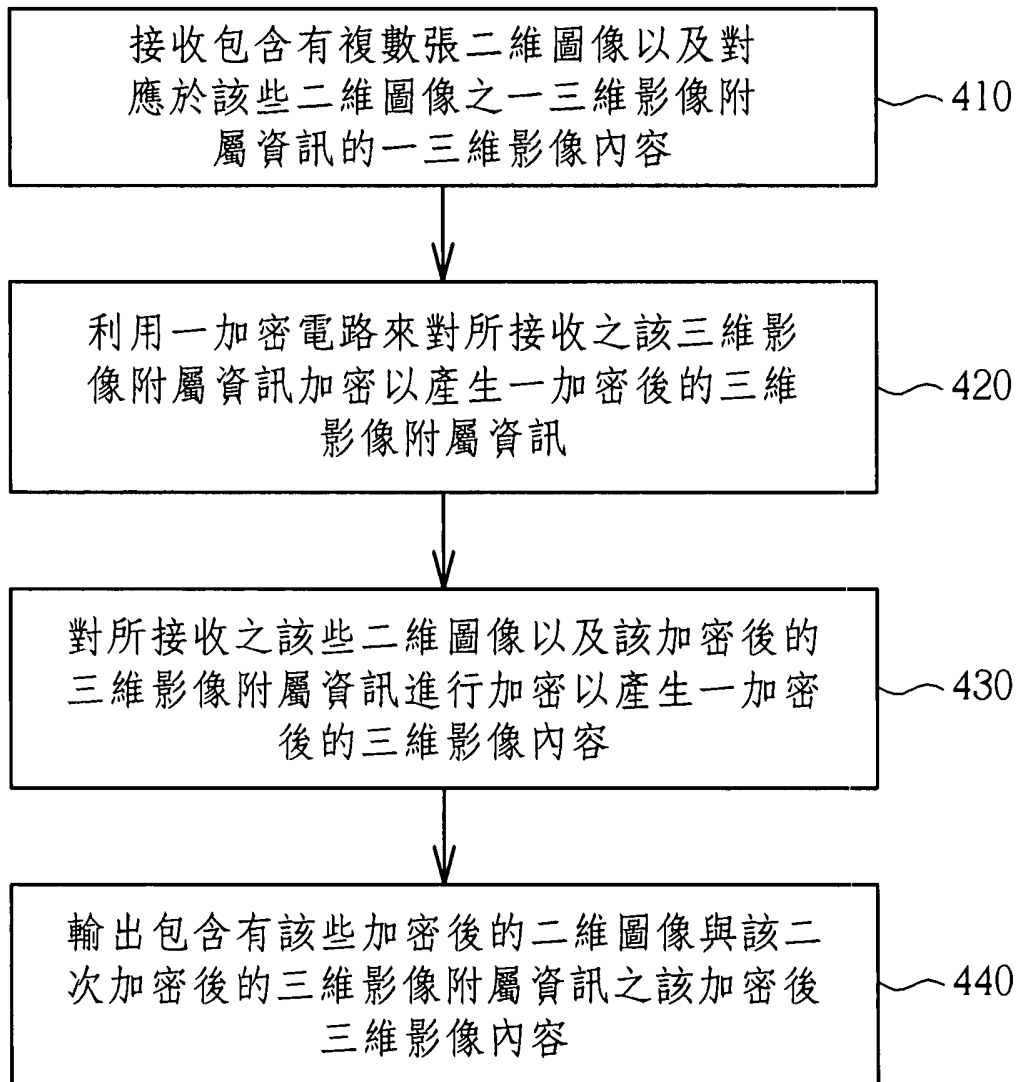 接收包含有複數張二維圖像以及對
應於該些二維圖像之一三維影像附
屬資訊的一三維影像內容
410
利用一加密電路來對所接收之該三維影
像附屬資訊加密以產生一加密後的三維
影像附屬資訊
420
對所接收之該些二維圖像以及該加密後的
三維影像附屬資訊進行加密以產生一加密
後的三維影像內容
430
輸出包含有該些加密後的二維圖像與該二
次加密後的三維影像附屬資訊之該加密後
三維影像內容
440